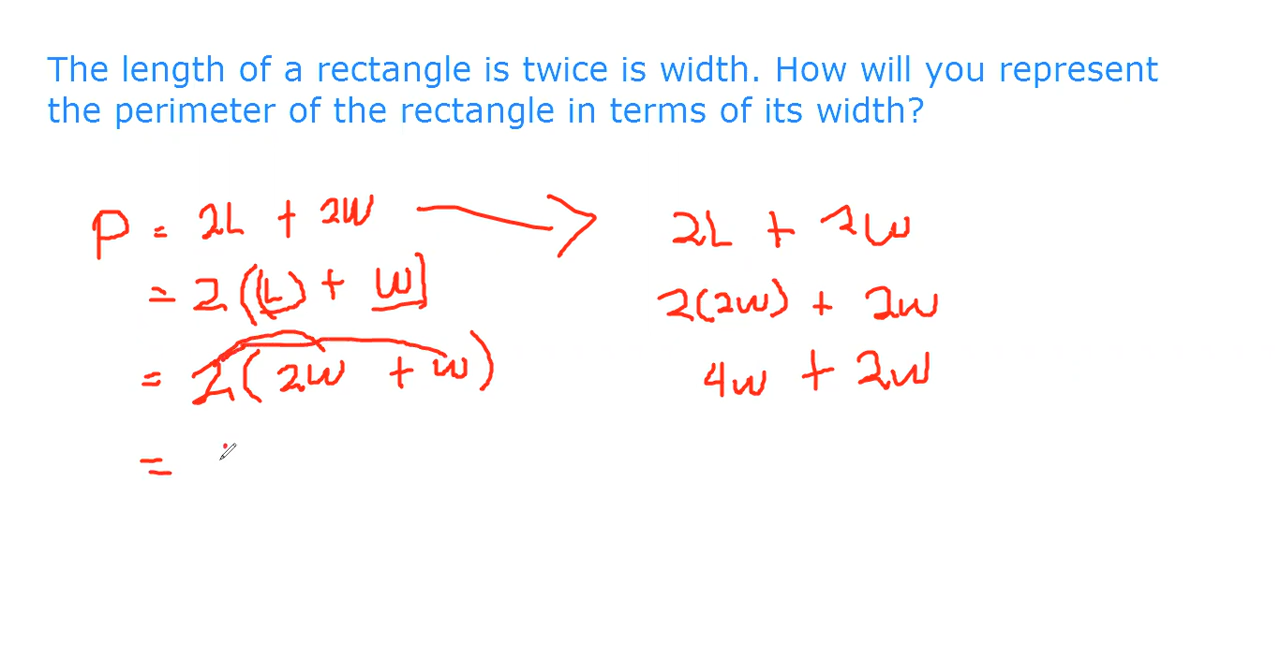 The length of a rectangle is twice is width. How will you represent
the perimeter of the rectangle in terms of its width?
P = 2L + 2W
= 2((L) + W]
= 2(2W + W)
=
2L + 2W
2(2W) + 2W
4W + 2W